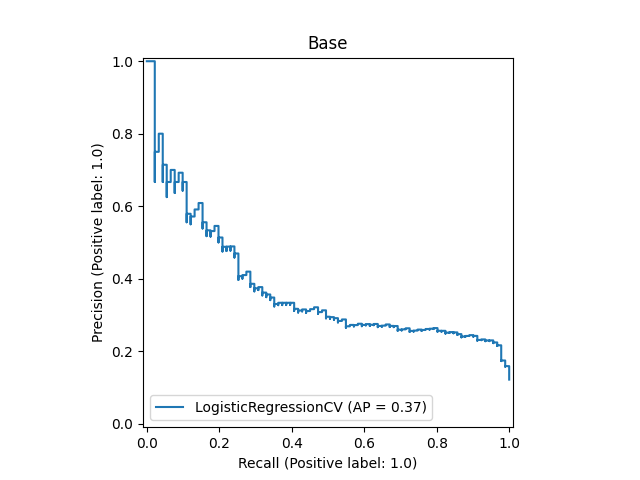 Base
Precision (Positive label: 1.0)
1.0
0.8
0.6
0.4
0.2
0.0
LogisticRegressionCV (AP = 0.37)
0.0 0.2 0.4 0.6 0.8 1.0
Recall (Positive label: 1.0)